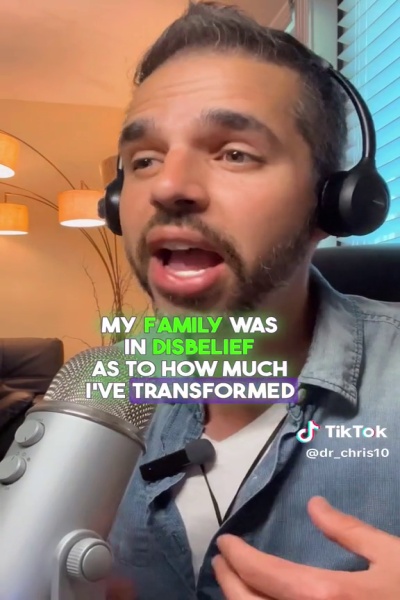 MY FAMILY WAS
IN DISBELIEF
AS TO HOW MUCH
I'VE TRANSFORMED
TikTok
@dr_chris10